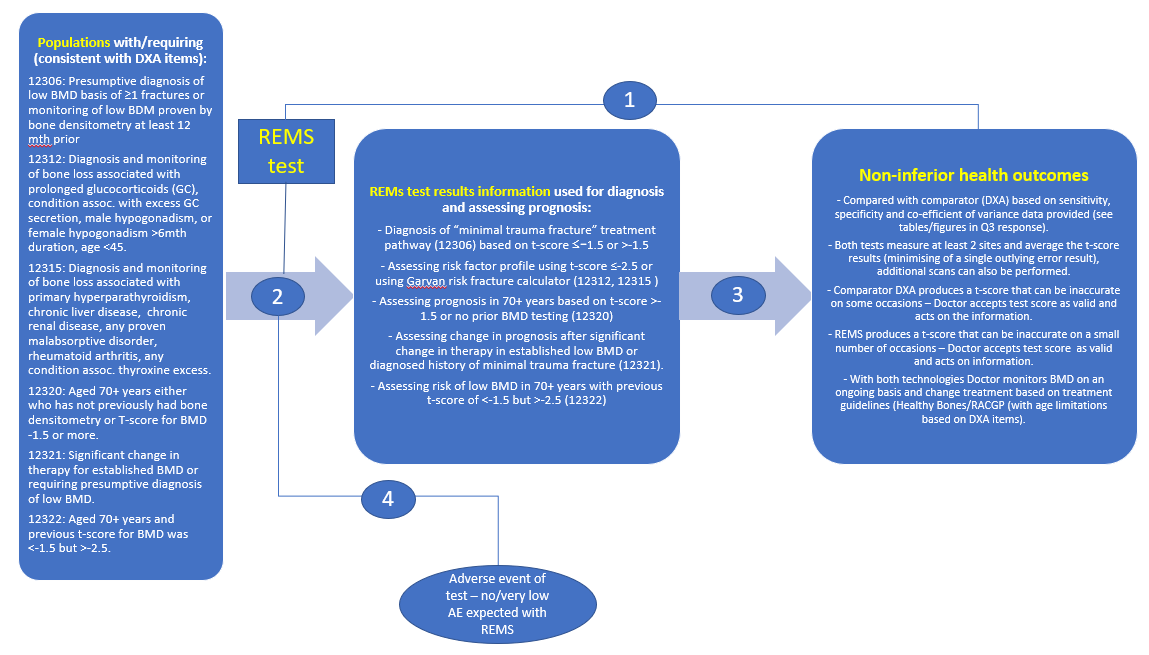 Populations with/requiring
(consistent with DXA items):
12306: Presumptive diagnosis of
low BMD basis of ≥1 fractures or
monitoring of low BDM proven by
bone densitometry at least 12
mth prior
12312: Diagnosis and monitoring
of bone loss associated with
prolonged glucocorticoids (GC),
condition assoc. with excess GC
secretion, male hypogonadism, or
female hypogonadism >6mth
duration, age <45.
12315: Diagnosis and monitoring
of bone loss associated with
primary hyperparathyroidism,
chronic liver disease,  chronic
renal disease, any proven
malabsorptive disorder,
rheumatoid arthritis, any
condition assoc. thyroxine excess.
12320: Aged 70+ years either
who has not previously had bone
densitometry or T-score for BMD
-1.5 or more.
12321: Significant change in
therapy for established BMD or
requiring presumptive diagnosis
of low BMD.
12322: Aged 70+ years and
previous t-score for BMD was
<-1.5 but >-2.5.
REMS
test
1
2
REMs test results information used for diagnosis
and assessing prognosis:
- Diagnosis of “minimal trauma fracture” treatment
pathway (12306) based on t-score ≤−1.5 or >-1.5
- Assessing risk factor profile using t-score ≤-2.5 or
using Garvan risk fracture calculator (12312, 12315 )
- Assessing prognosis in 70+ years based on t-score >-
1.5 or no prior BMD testing (12320)
- Assessing change in prognosis after significant
change in therapy in established low BMD or
diagnosed history of minimal trauma fracture (12321).
- Assessing risk of low BMD in 70+ years with previous
t-score of <-1.5 but >-2.5 (12322)
3
Non-inferior health outcomes
- Compared with comparator (DXA) based on sensitivity,
specificity and co-efficient of variance data provided (see
tables/figures in Q3 response).
- Both tests measure at least 2 sites and average the t-score
results (minimising of a single outlying error result),
additional scans can also be performed.
- Comparator DXA produces a t-score that can be inaccurate
on some occasions – Doctor accepts test score as valid and
acts on the information.
- REMS produces a t-score that can be inaccurate on a small
number of occasions – Doctor accepts test score  as valid
and acts on information.
- With both technologies Doctor monitors BMD on an
ongoing basis and change treatment based on treatment
guidelines (Healthy Bones/RACGP (with age limitations
based on DXA items).
4
Adverse event of
test – no/very low
AE expected with
REMS